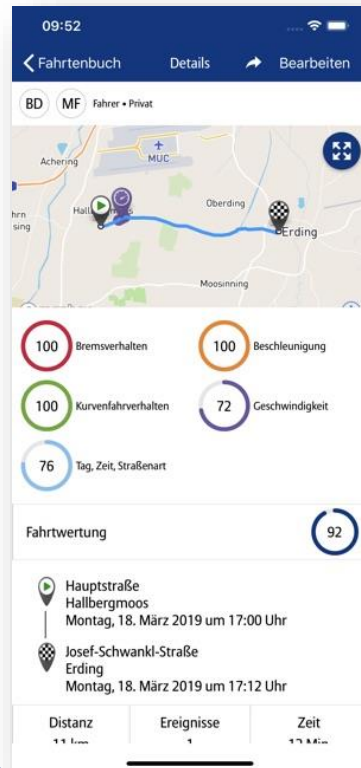 09:52
Fahrtenbuch Details Bearbeiten
BD MF Fahrer • Privat
Achering
MUC
Oberding
Erding
Moosinning
100 Bremsverhalten
100 Beschleunigung
100 Kurvenfahrverhalten
72 Geschwindigkeit
76 Tag, Zeit, Straßenart
Fahrtwertung 92
Hauptstraße
Hallbergmoos
Montag, 18. März 2019 um 17:00 Uhr
Josef-Schwankl-Straße
Erding
Montag, 18. März 2019 um 17:12 Uhr
Distanz Ereignisse Zeit